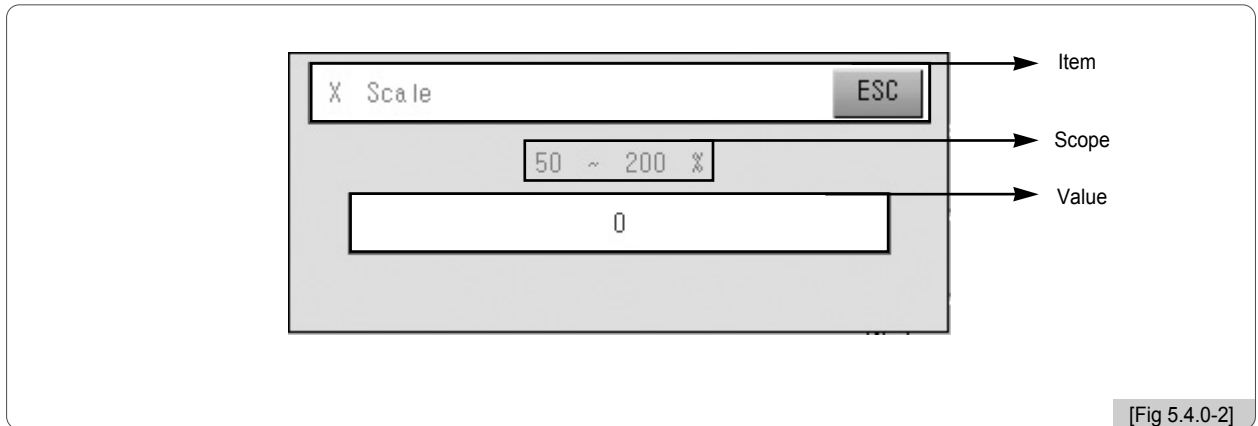 X Scale ESC
Item
50 ~ 200 %
Scope
0
Value
[Fig 5.4.0-2]